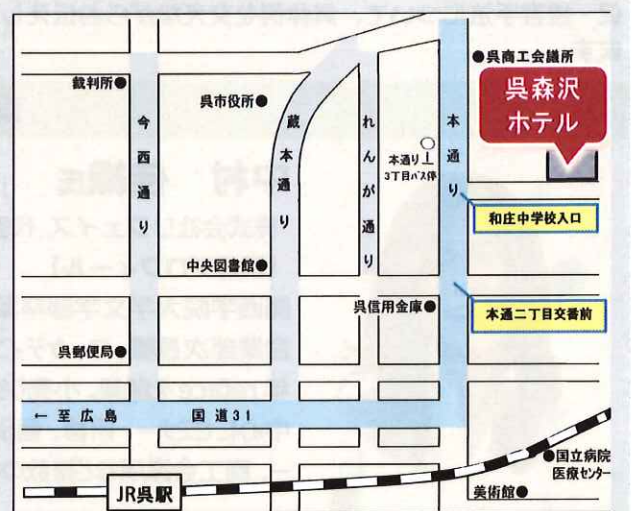 呉商工会議所
呉森沢
ホテル
裁判所
呉市役所
今西通り
蔵本通り
れんが通り
本通り
本通り
3丁目バス停
和庄中学校入口
中央図書館
呉信用金庫
本通二丁目交番前
呉郵便局
← 至広島
国道31
国立病院
医療センター
JR呉駅
美術館